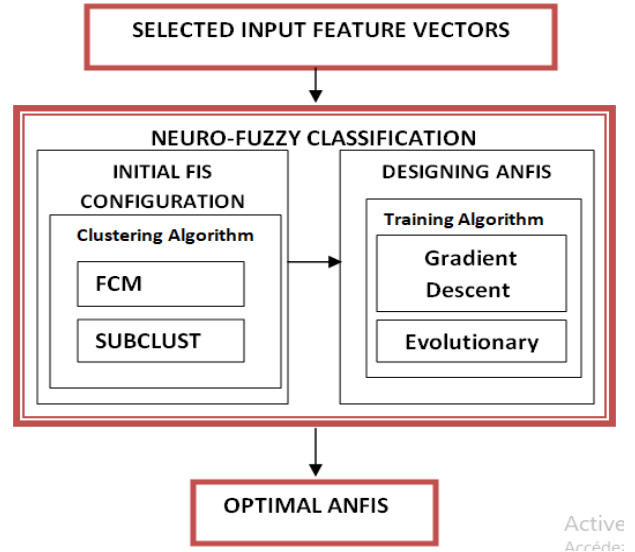 SELECTED INPUT FEATURE VECTORS
NEURO-FUZZY CLASSIFICATION
INITIAL FIS
CONFIGURATION
Clustering Algorithm
FCM
SUBCLUST
DESIGNING ANFIS
Training Algorithm
Gradient
Descent
Evolutionary
OPTIMAL ANFIS
Active
Accédez